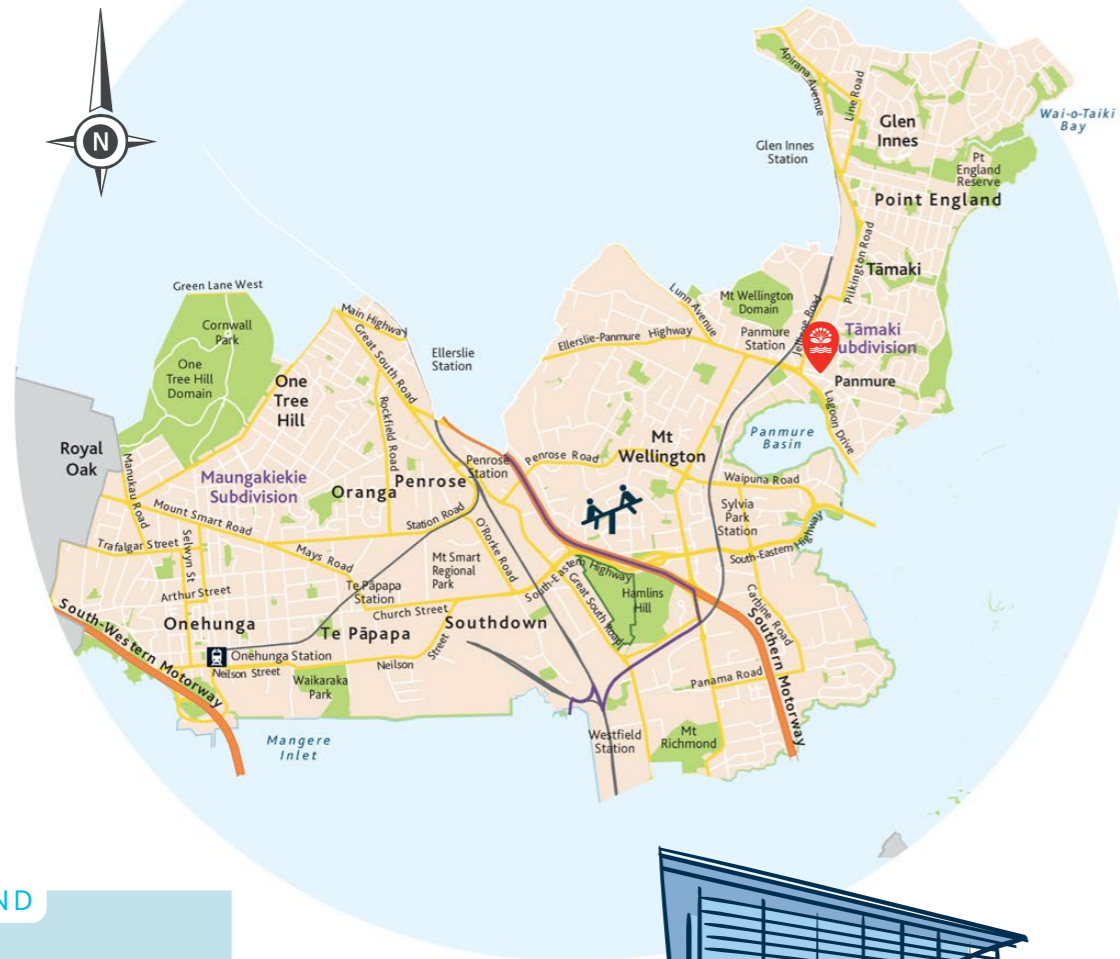 N
Apirana Avenue
Line Road
Wai-o-Taiki
Bay
Glen
Innes
Glen Innes
Station
Pt
England
Reserve
Point England
Pilkington Road
Tāmaki
Green Lane West
Cornwall
Park
One
Tree Hill
Domain
Main Highway
Great South Road
Ellerslie
Station
Lunn Avenue
Mt Wellington
Domain
Ellerslie-Panmure Highway
Panmure
Station
Jellicoe Road
Tāmaki
ubdivision
Panmure
Lagoon Drive
Panmure
Basin
One
Tree
Hill
Rockfield Road
Royal
Oak
Manukau Road
Maungakiekie
Subdivision
Oranga
Penrose
Penrose
Station
Penrose Road
Mt
Wellington
Waipuna Road
Sylvia
Park
Station
South-Eastern Highway
Mount Smart Road
Station Road
O'Rorke Road
Trafalgar Street
Selwyn St
Mays Road
Mt Smart
Regional
Park
South-Eastern Highway
Great South Road
Hamlins
Hill
Carbine Road
Arthur Street
Te Pāpapa
Station
Church Street
Onehunga
Te Pāpapa
Southdown
South-Western Motorway
Onehunga Station
Neilson Street
Neilson
Street
Waikaraka
Park
Panama Road
Southern Motorway
Mangere
Inlet
Westfield
Station
Mt
Richmond
ND